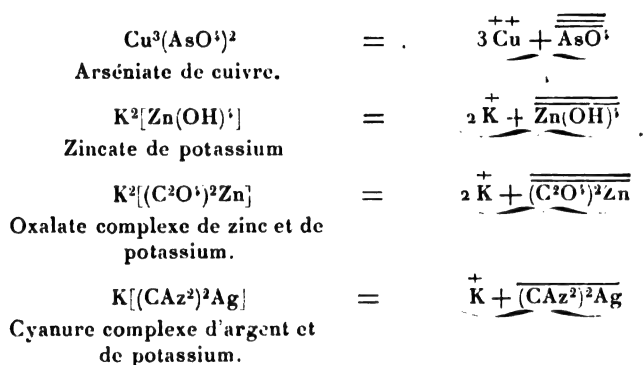 Cu³(AsO⁴)² = . 3 Cu⁺⁺ + AsO⁴
Arséniate de cuivre.
K²[Zn(OH)⁴] = 2 K⁺ + Zn(OH)⁴ .
Zincate de potassium
K²[(C²O⁴)²Zn] = 2 K⁺ + (C²O⁴)²Zn
Oxalate complexe de zinc et de
potassium.
K[(CAz²)²Ag] = K⁺ + (CAz²)²Ag
Cyanure complexe d'argent et
de potassium.